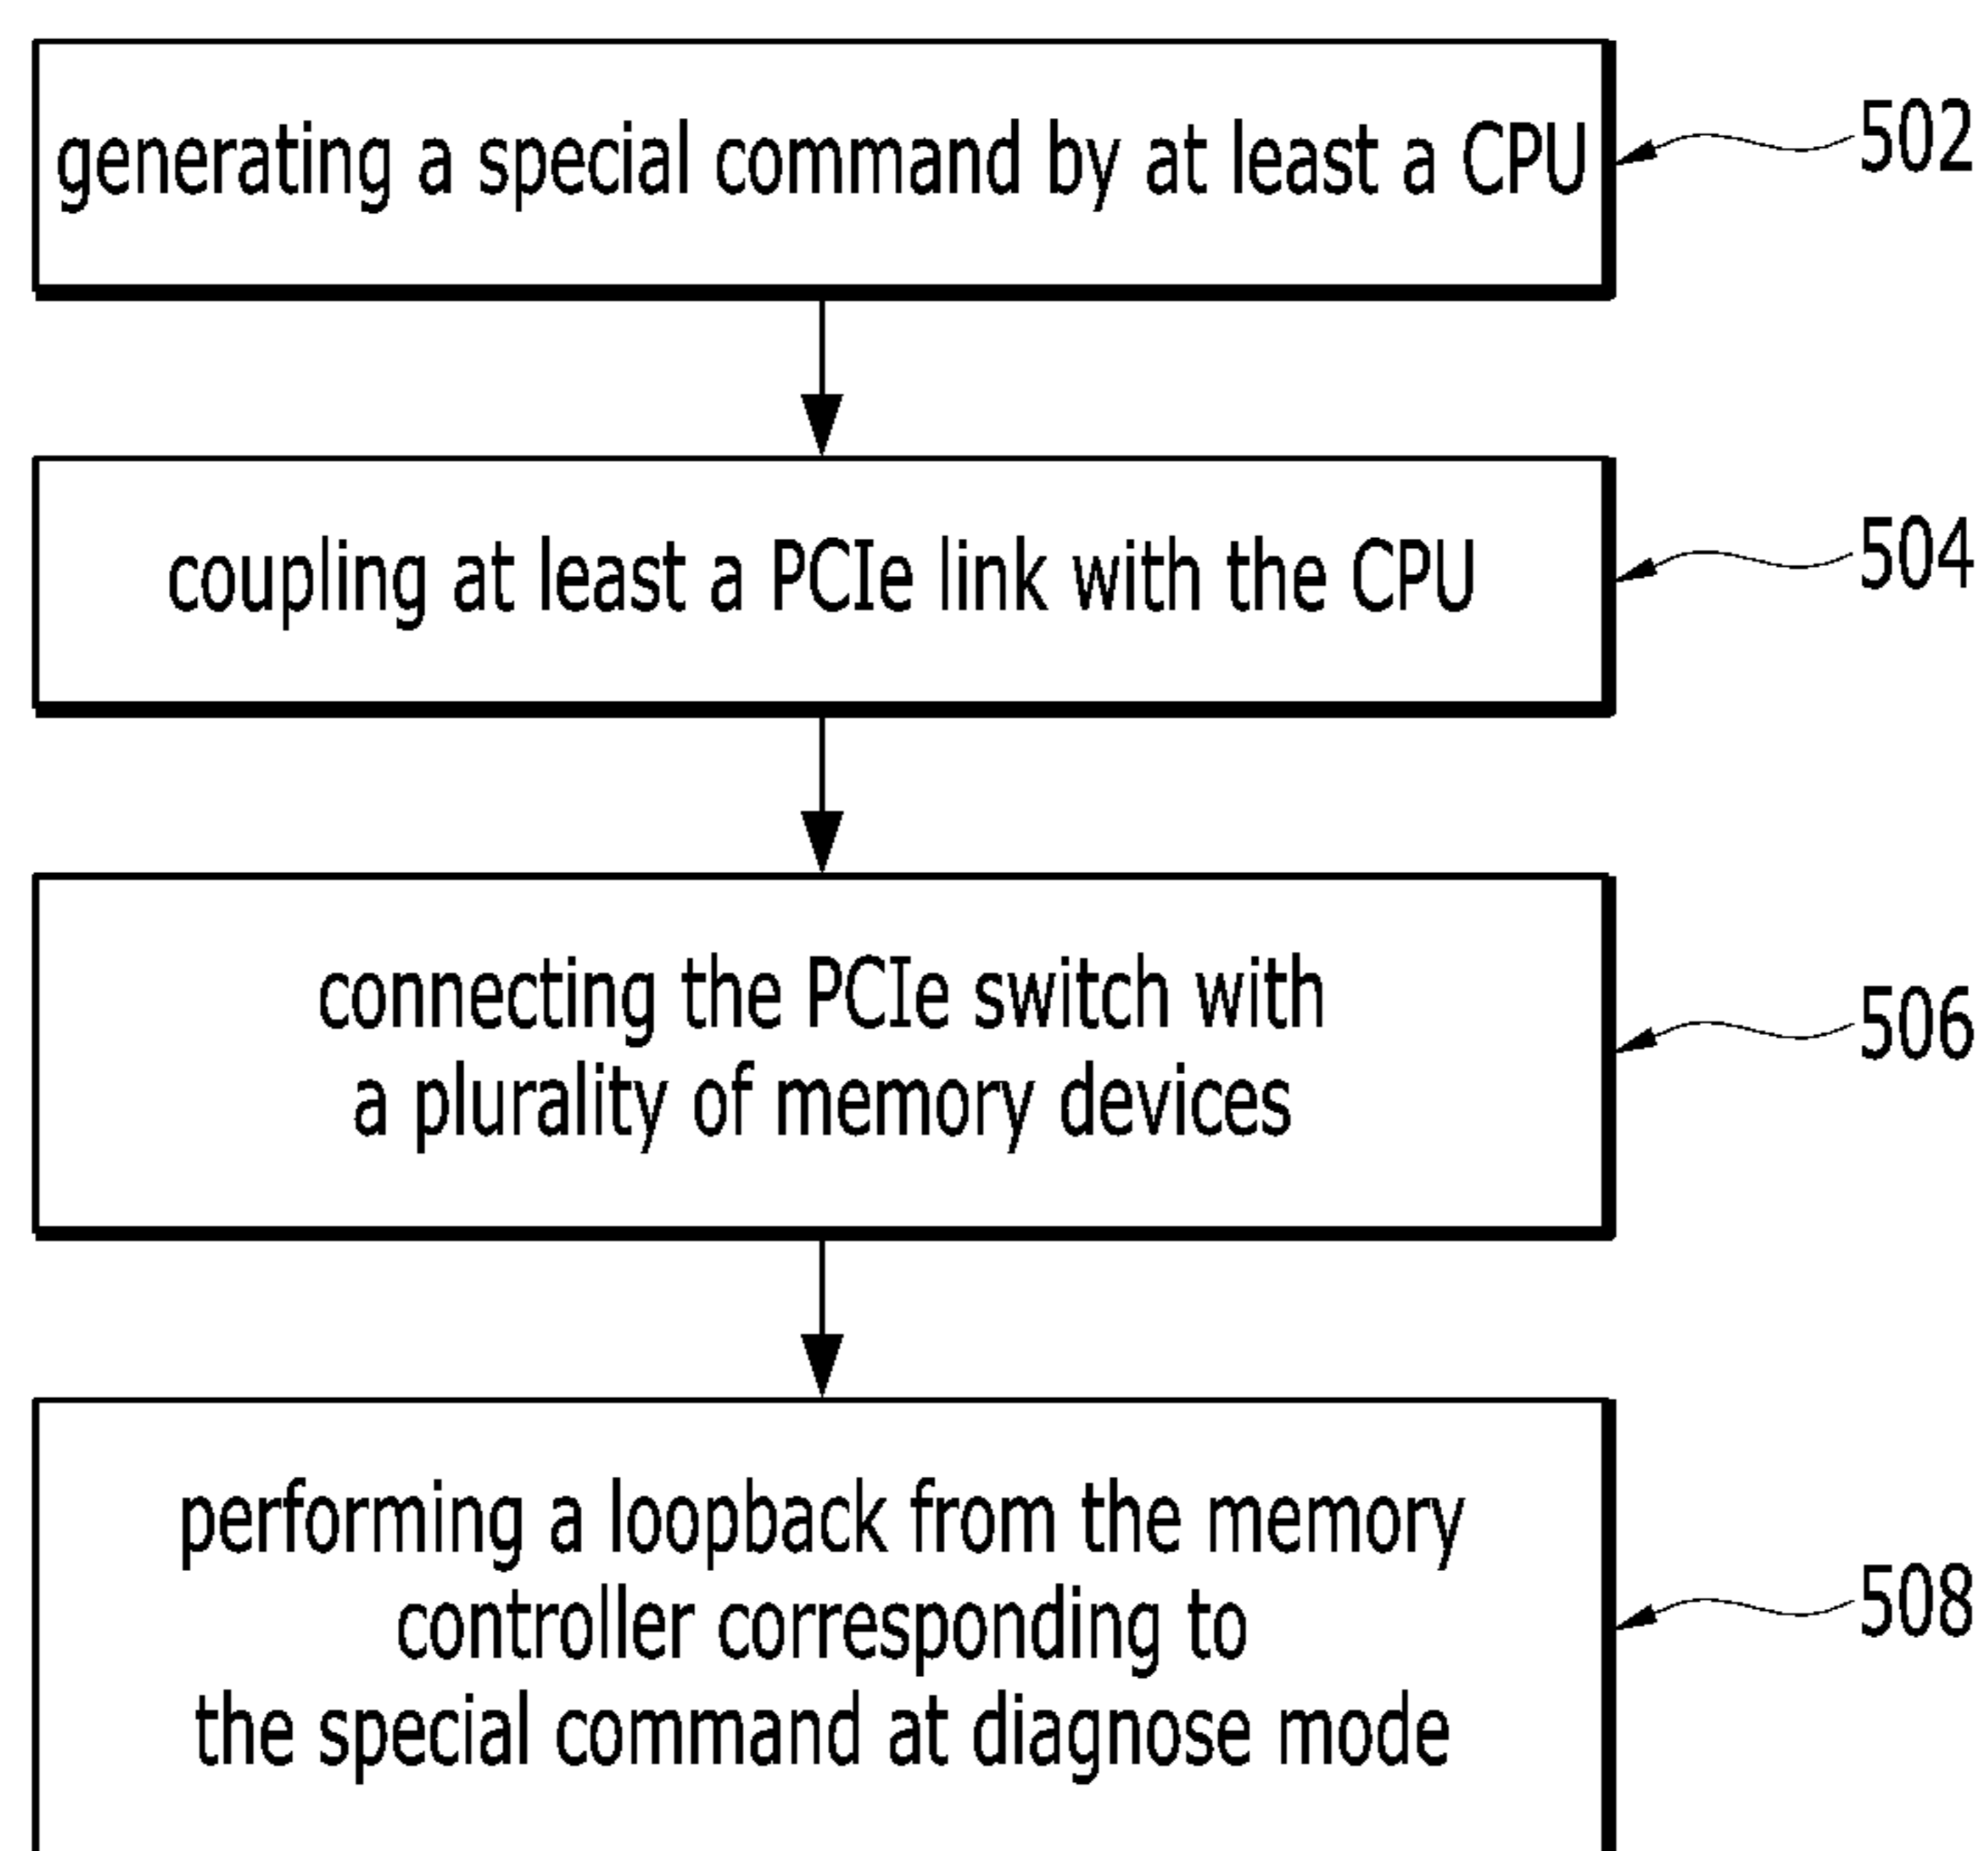 generating a special command by at least a CPU
502
coupling at least a PCIe link with the CPU
504
connecting the PCIe switch with
a plurality of memory devices
506
performing a loopback from the memory
controller corresponding to
the special command at diagnose mode
508